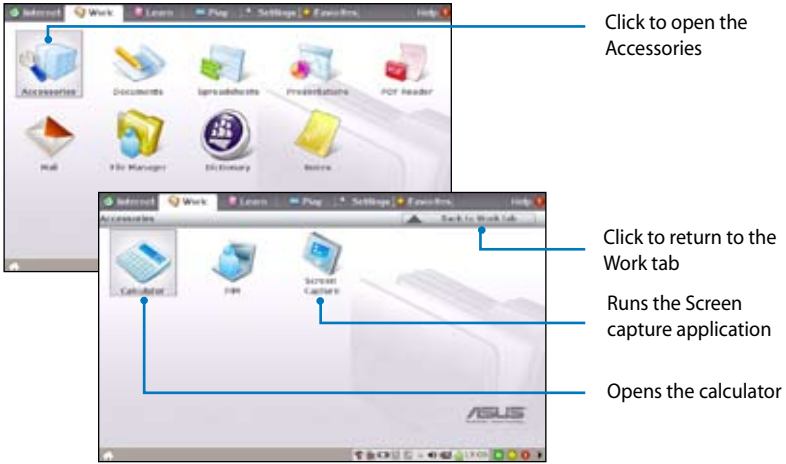 Internet Work Learn Play Settings Favorites Help
Click to open the
Accessories
Accessories Documents Spreadsheets Presentations PDF Reader
Mail File Manager Dictionary Notes
Internet Work Learn Play Settings Favorites Help
Accessories Back to Work tab
Click to return to the
Work tab
Calculator PIM Screen
Capture
Runs the Screen
capture application
Opens the calculator
ASUS